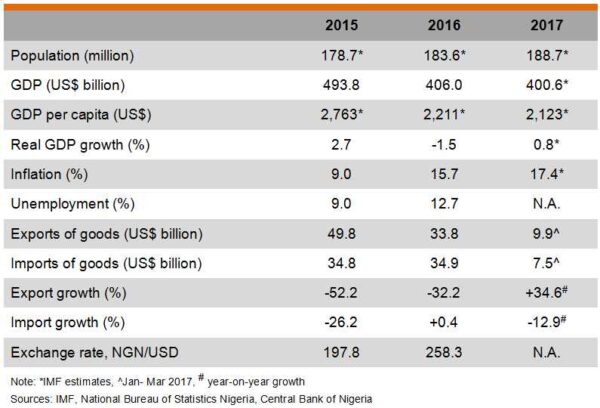 2015 2016 2017
Population (million) 178.7* 183.6* 188.7*
GDP (US$ billion) 493.8 406.0 400.6*
GDP per capita (US$) 2,763* 2,211* 2,123*
Real GDP growth (%) 2.7 -1.5 0.8*
Inflation (%) 9.0 15.7 17.4*
Unemployment (%) 9.0 12.7 N.A.
Exports of goods (US$ billion) 49.8 33.8 9.9^
Imports of goods (US$ billion) 34.8 34.9 7.5^
Export growth (%) -52.2 -32.2 +34.6#
Import growth (%) -26.2 +0.4 -12.9#
Exchange rate, NGN/USD 197.8 258.3 N.A.
Note: *IMF estimates, ^Jan- Mar 2017, # year-on-year growth
Sources: IMF, National Bureau of Statistics Nigeria, Central Bank of Nigeria